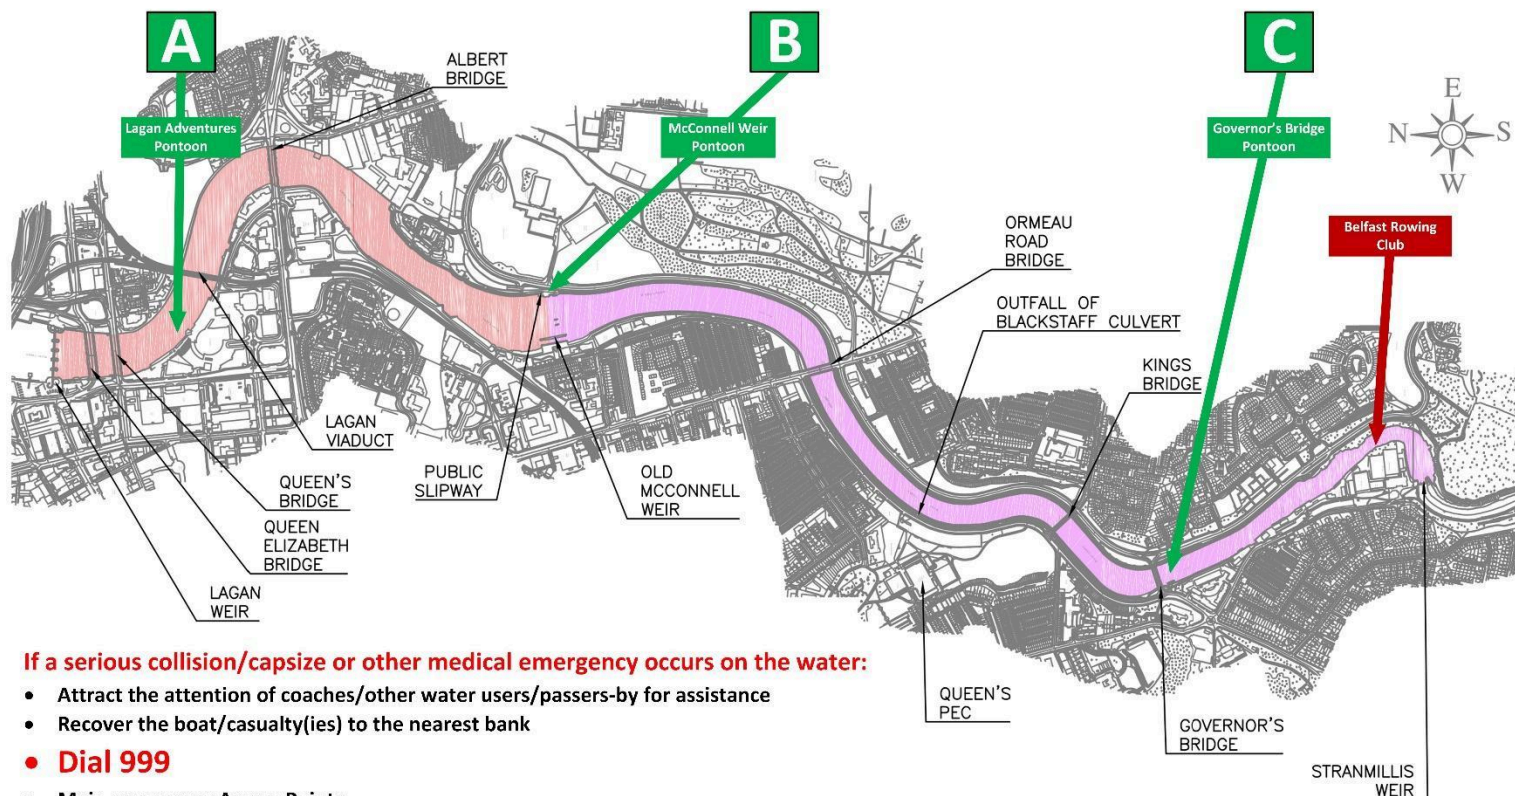 A
B
C
ALBERT
BRIDGE
Lagan Adventures
Pontoon
McConnell Weir
Pontoon
Governor's Bridge
Pontoon
E
N
S
W
Belfast Rowing
Club
ORMEAU
ROAD
BRIDGE
OUTFALL OF
BLACKSTAFF CULVERT
KINGS
BRIDGE
LAGAN
VIADUCT
PUBLIC
SLIPWAY
OLD
MCCONNELL
WEIR
QUEEN'S
BRIDGE
QUEEN
ELIZABETH
BRIDGE
LAGAN
WEIR
QUEEN'S
PEC
GOVERNOR'S
BRIDGE
STRANMILLIS
WEIR
If a serious collision/capsize or other medical emergency occurs on the water:
• Attract the attention of coaches/other water users/passers-by for assistance
• Recover the boat/casualty(ies) to the nearest bank
• Dial 999